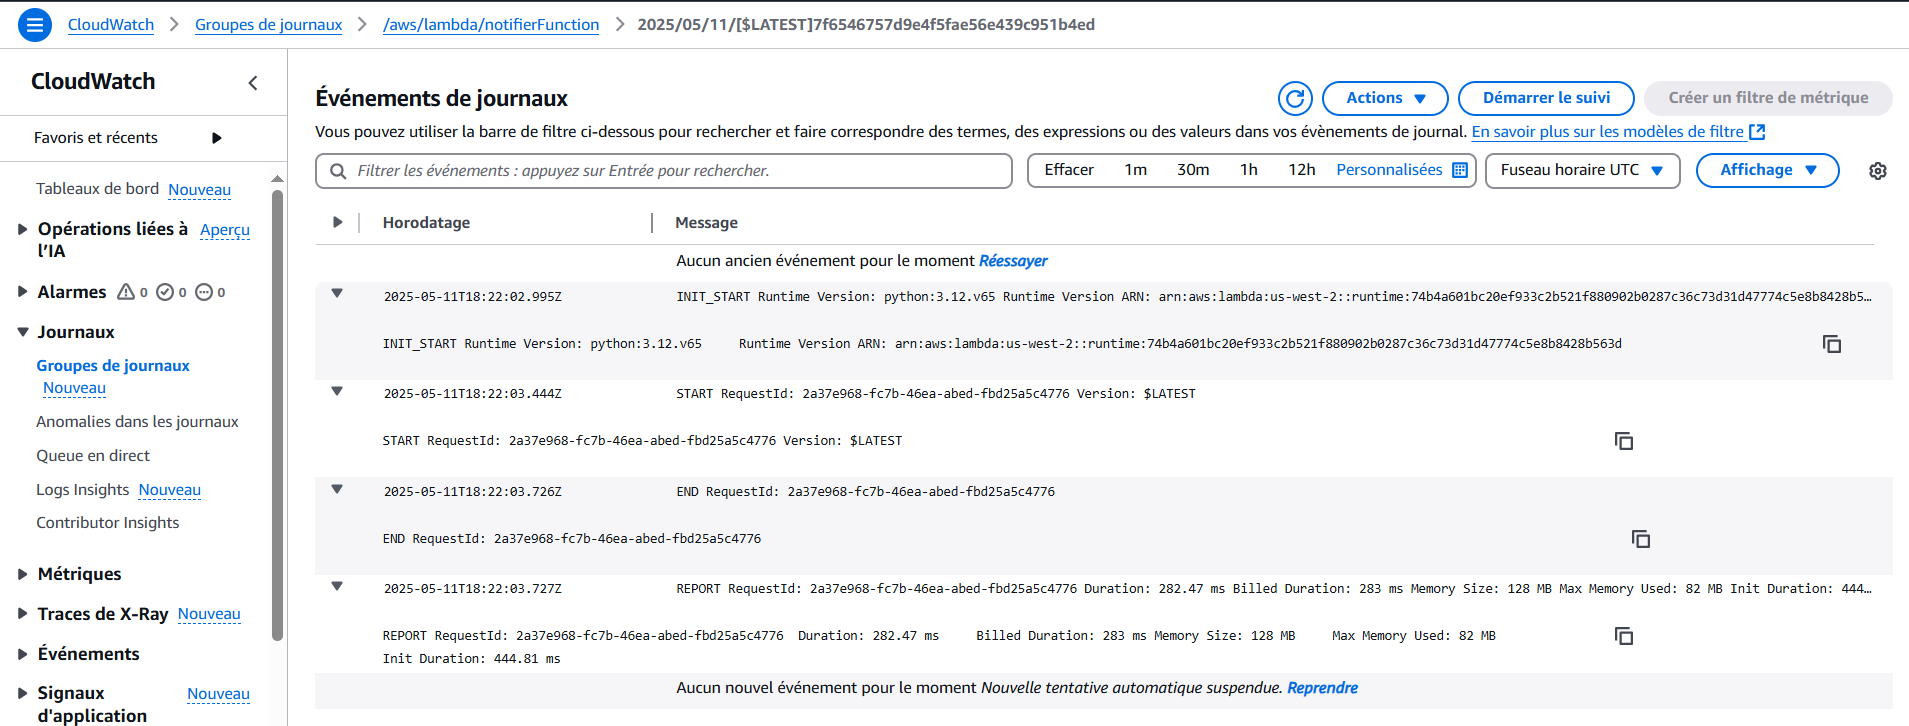 CloudWatch > Groupes de journaux > /aws/lambda/notifierFunction > 2025/05/11/[$LATEST]7f6546757d9e4f5fae56e439c951b4ed
CloudWatch
Favoris et récents
Tableaux de bord Nouveau
Opérations liées à l’IA Aperçu
Alarmes 0 0 0
Journaux
Groupes de journaux
Nouveau
Anomalies dans les journaux
Queue en direct
Logs Insights Nouveau
Contributor Insights
Métriques
Traces de X-Ray Nouveau
Événements
Signaux d'application Nouveau
Événements de journaux
Actions
Démarrer le suivi
Créer un filtre de métrique
Vous pouvez utiliser la barre de filtre ci-dessous pour rechercher et faire correspondre des termes, des expressions ou des valeurs dans vos évènements de journal. En savoir plus sur les modèles de filtre
Filtrer les événements : appuyez sur Entrée pour rechercher.
Effacer 1m 30m 1h 12h Personnalisées
Fuseau horaire UTC
Affichage
Horodatage Message
Aucun ancien événement pour le moment Réessayer
2025-05-11T18:22:02.995Z INIT_START Runtime Version: python:3.12.v65 Runtime Version ARN: arn:aws:lambda:us-west-2::runtime:74b4a601bc20ef933c2b521f880902b0287c36c73d31d47774c5e8b8428b5…
INIT_START Runtime Version: python:3.12.v65 Runtime Version ARN: arn:aws:lambda:us-west-2::runtime:74b4a601bc20ef933c2b521f880902b0287c36c73d31d47774c5e8b8428b563d
2025-05-11T18:22:03.444Z START RequestId: 2a37e968-fc7b-46ea-abed-fbd25a5c4776 Version: $LATEST
START RequestId: 2a37e968-fc7b-46ea-abed-fbd25a5c4776 Version: $LATEST
2025-05-11T18:22:03.726Z END RequestId: 2a37e968-fc7b-46ea-abed-fbd25a5c4776
END RequestId: 2a37e968-fc7b-46ea-abed-fbd25a5c4776
2025-05-11T18:22:03.727Z REPORT RequestId: 2a37e968-fc7b-46ea-abed-fbd25a5c4776 Duration: 282.47 ms Billed Duration: 283 ms Memory Size: 128 MB Max Memory Used: 82 MB Init Duration: 444…
REPORT RequestId: 2a37e968-fc7b-46ea-abed-fbd25a5c4776 Duration: 282.47 ms Billed Duration: 283 ms Memory Size: 128 MB Max Memory Used: 82 MB
Init Duration: 444.81 ms
Aucun nouvel événement pour le moment Nouvelle tentative automatique suspendue. Reprendre